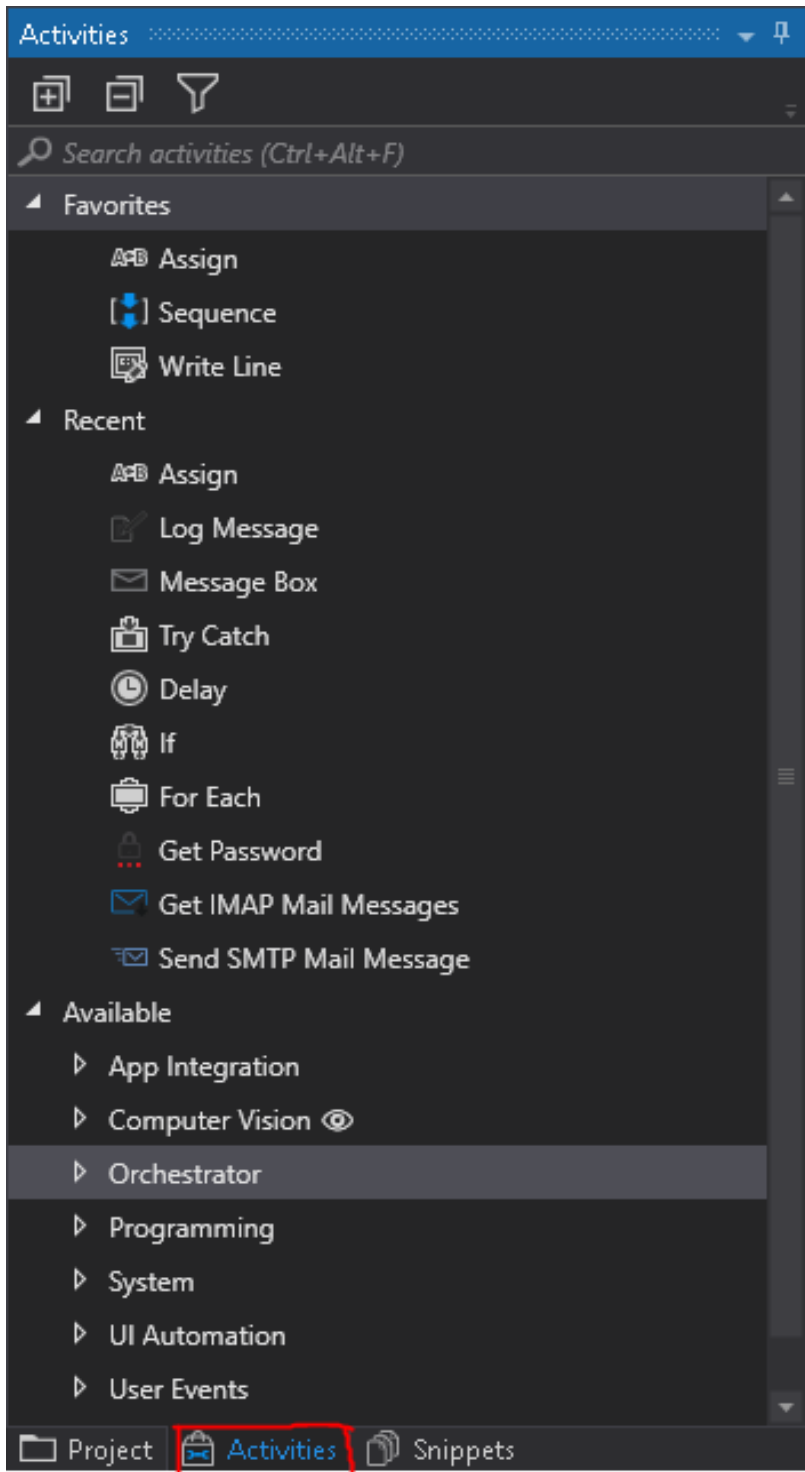 Activities
Search activities (Ctrl+Alt+F)
Favorites
A=B Assign
Sequence
Write Line
Recent
A=B Assign
Log Message
Message Box
Try Catch
Delay
If
For Each
Get Password
Get IMAP Mail Messages
Send SMTP Mail Message
Available
App Integration
Computer Vision
Orchestrator
Programming
System
UI Automation
User Events
Project Activities Snippets